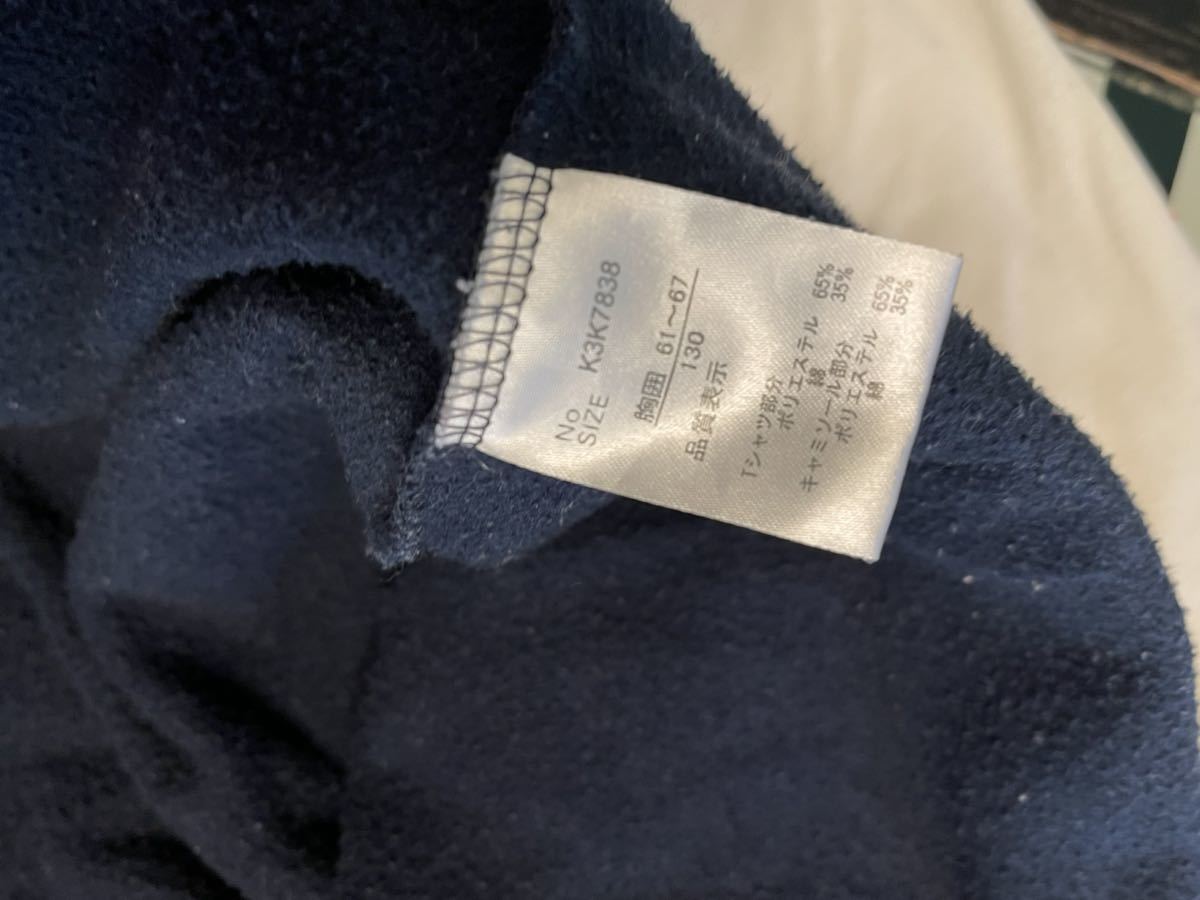 No K3K7838
SIZE
胸囲 61～67
130
品質表示
Tシャツ部分
ポリエステル 65%
綿 35%
キャミソール部分
ポリエステル 65%
綿 35%